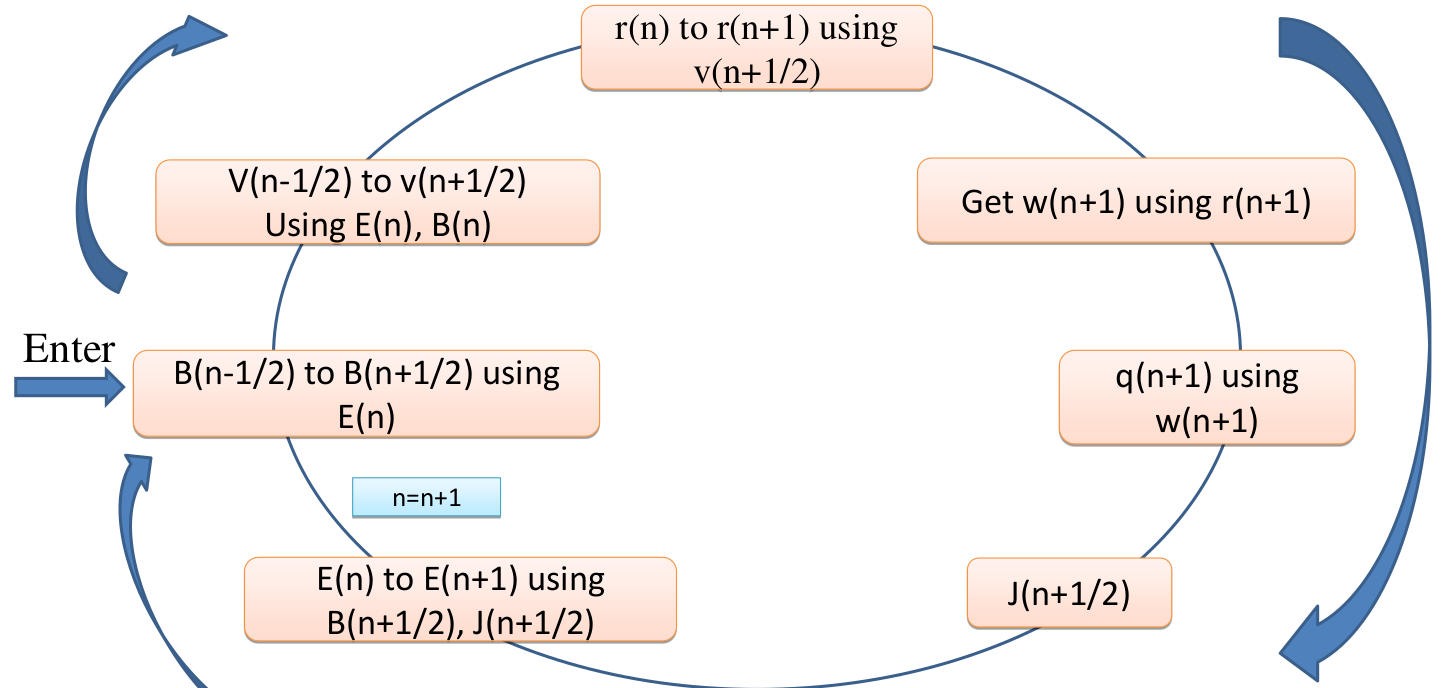 r(n) to r(n+1) using
v(n+1/2)
V(n-1/2) to v(n+1/2)
Using E(n), B(n)
Get w(n+1) using r(n+1)
Enter
B(n-1/2) to B(n+1/2) using
E(n)
q(n+1) using
w(n+1)
n=n+1
E(n) to E(n+1) using
B(n+1/2), J(n+1/2)
J(n+1/2)